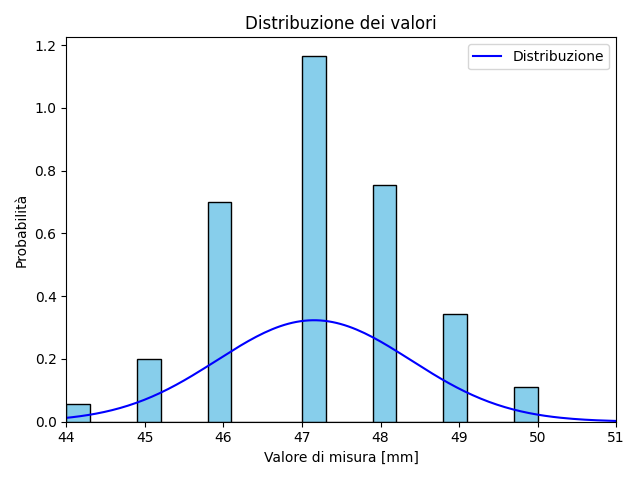 Distribuzione dei valori
Distribuzione
1.2
1.0
0.8
0.6
0.4
0.2
0.0
Probabilità
44 45 46 47 48 49 50 51
Valore di misura [mm]